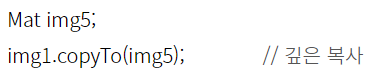 Mat img5;
img1.copyTo(img5);    // 깊은 복사